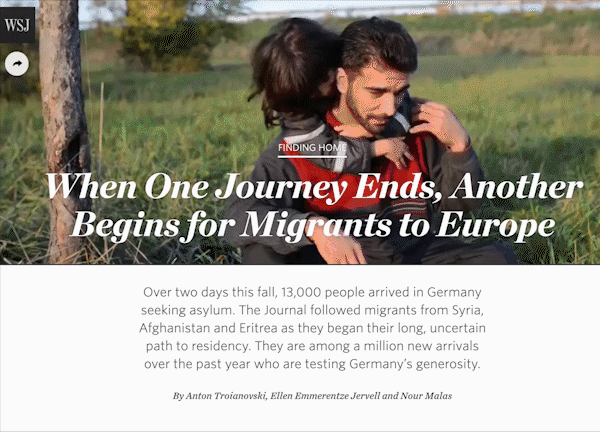 WSJ
FINDING HOME
When One Journey Ends, Another
Begins for Migrants to Europe
Over two days this fall, 13,000 people arrived in Germany
seeking asylum. The Journal followed migrants from Syria,
Afghanistan and Eritrea as they began their long, uncertain
path to residency. They are among a million new arrivals
over the past year who are testing Germany’s generosity.
By Anton Troianovski, Ellen Emmerentze Jervell and Nour Malas